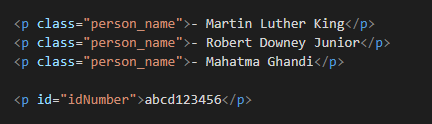 <p class="person_name">- Martin Luther King</p>
<p class="person_name">- Robert Downey Junior</p>
<p class="person_name">- Mahatma Ghandi</p>
<p id="idNumber">abcd123456</p>